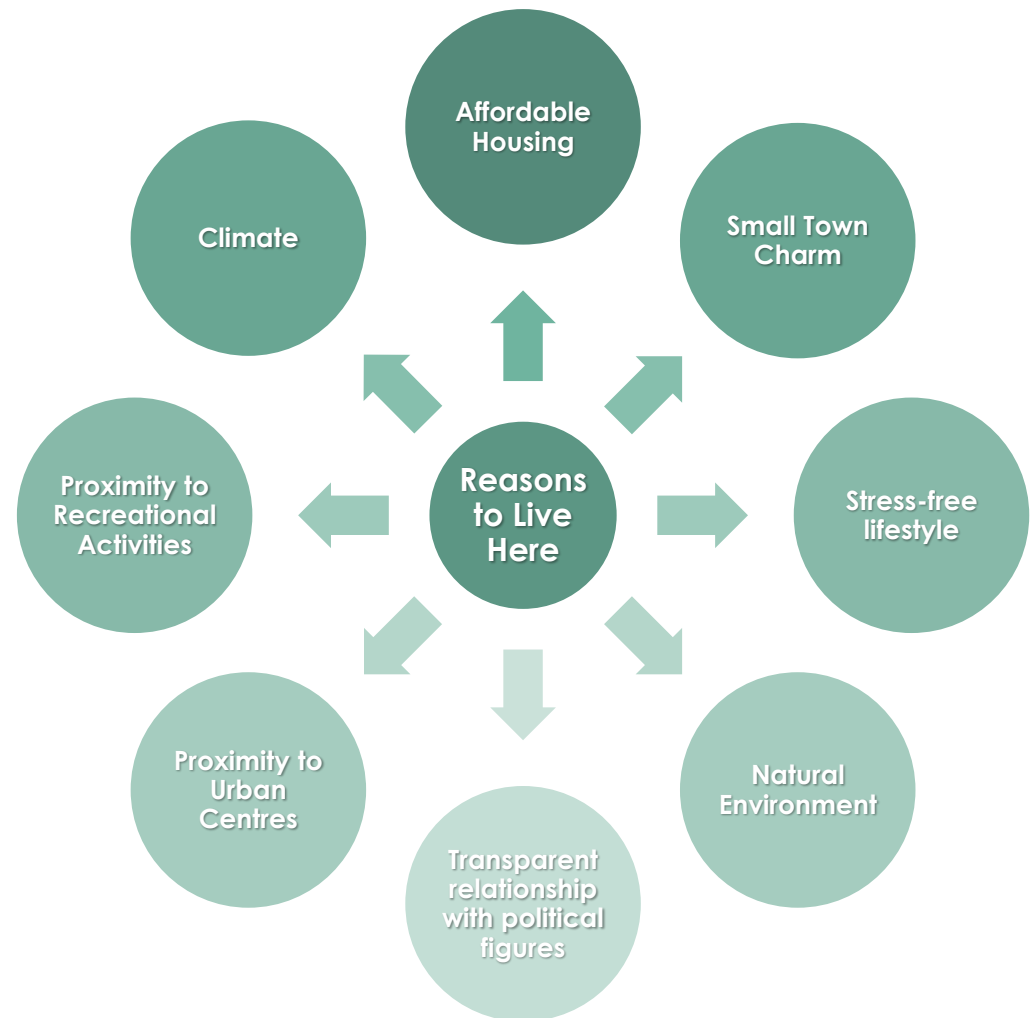 Reasons
to Live
Here
Affordable
Housing
Small Town
Charm
Stress-free
lifestyle
Natural
Environment
Transparent
relationship
with political
figures
Proximity to
Urban
Centres
Proximity to
Recreational
Activities
Climate